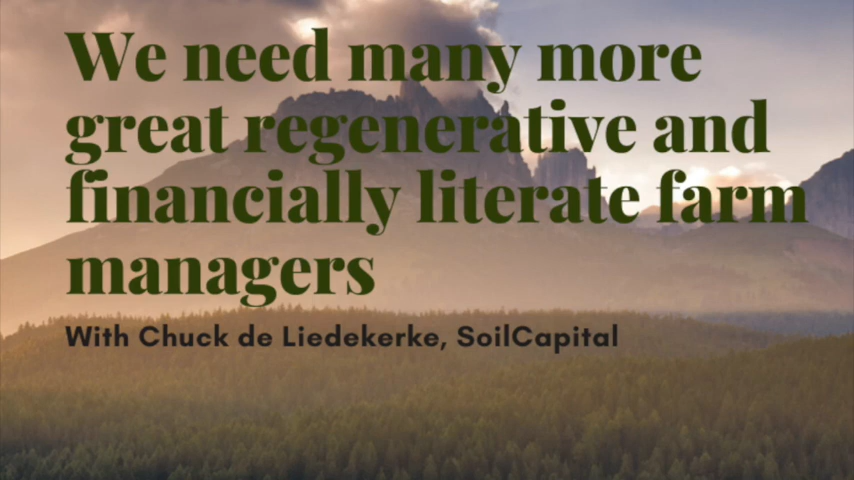 We need many more
great regenerative and
financially literate farm
managers
With Chuck de Liedekerke, SoilCapital